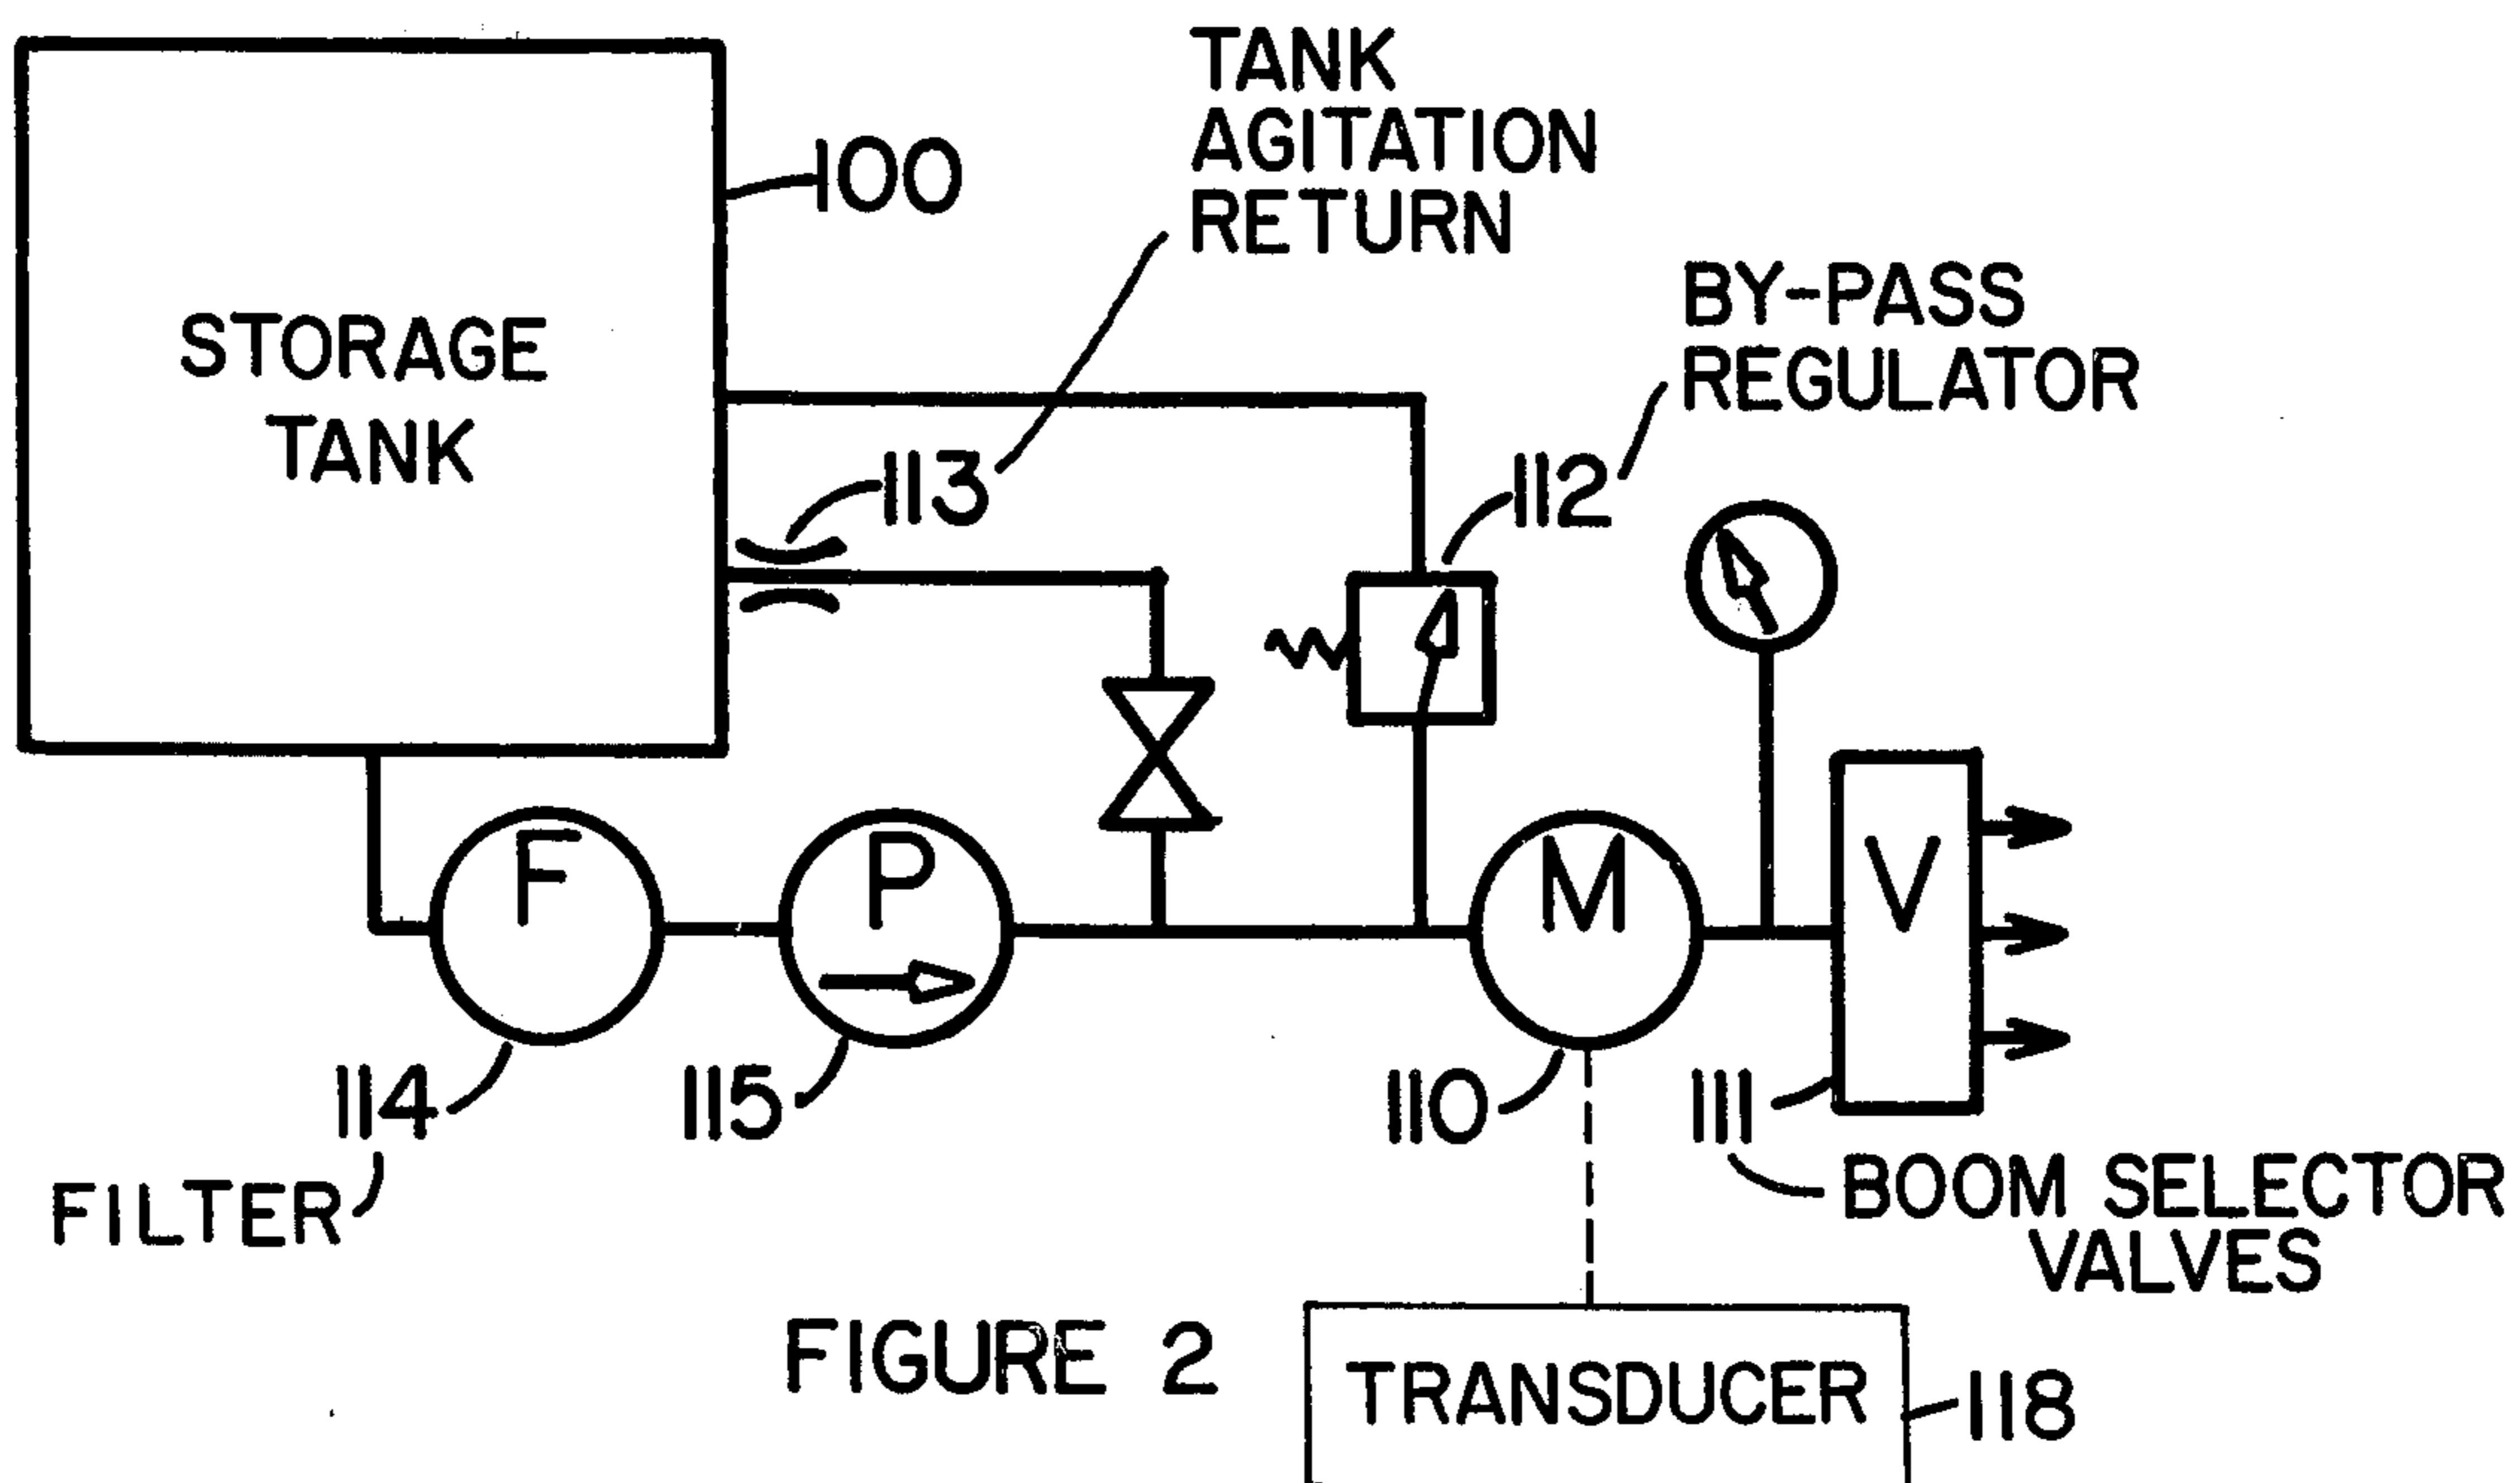 TANK
AGITATION
RETURN
100
BY-PASS
REGULATOR
STORAGE
TANK
113
112
F
P
M
V
114
115
110
111
FILTER
BOOM SELECTOR
VALVES
FIGURE 2
TRANSDUCER
118